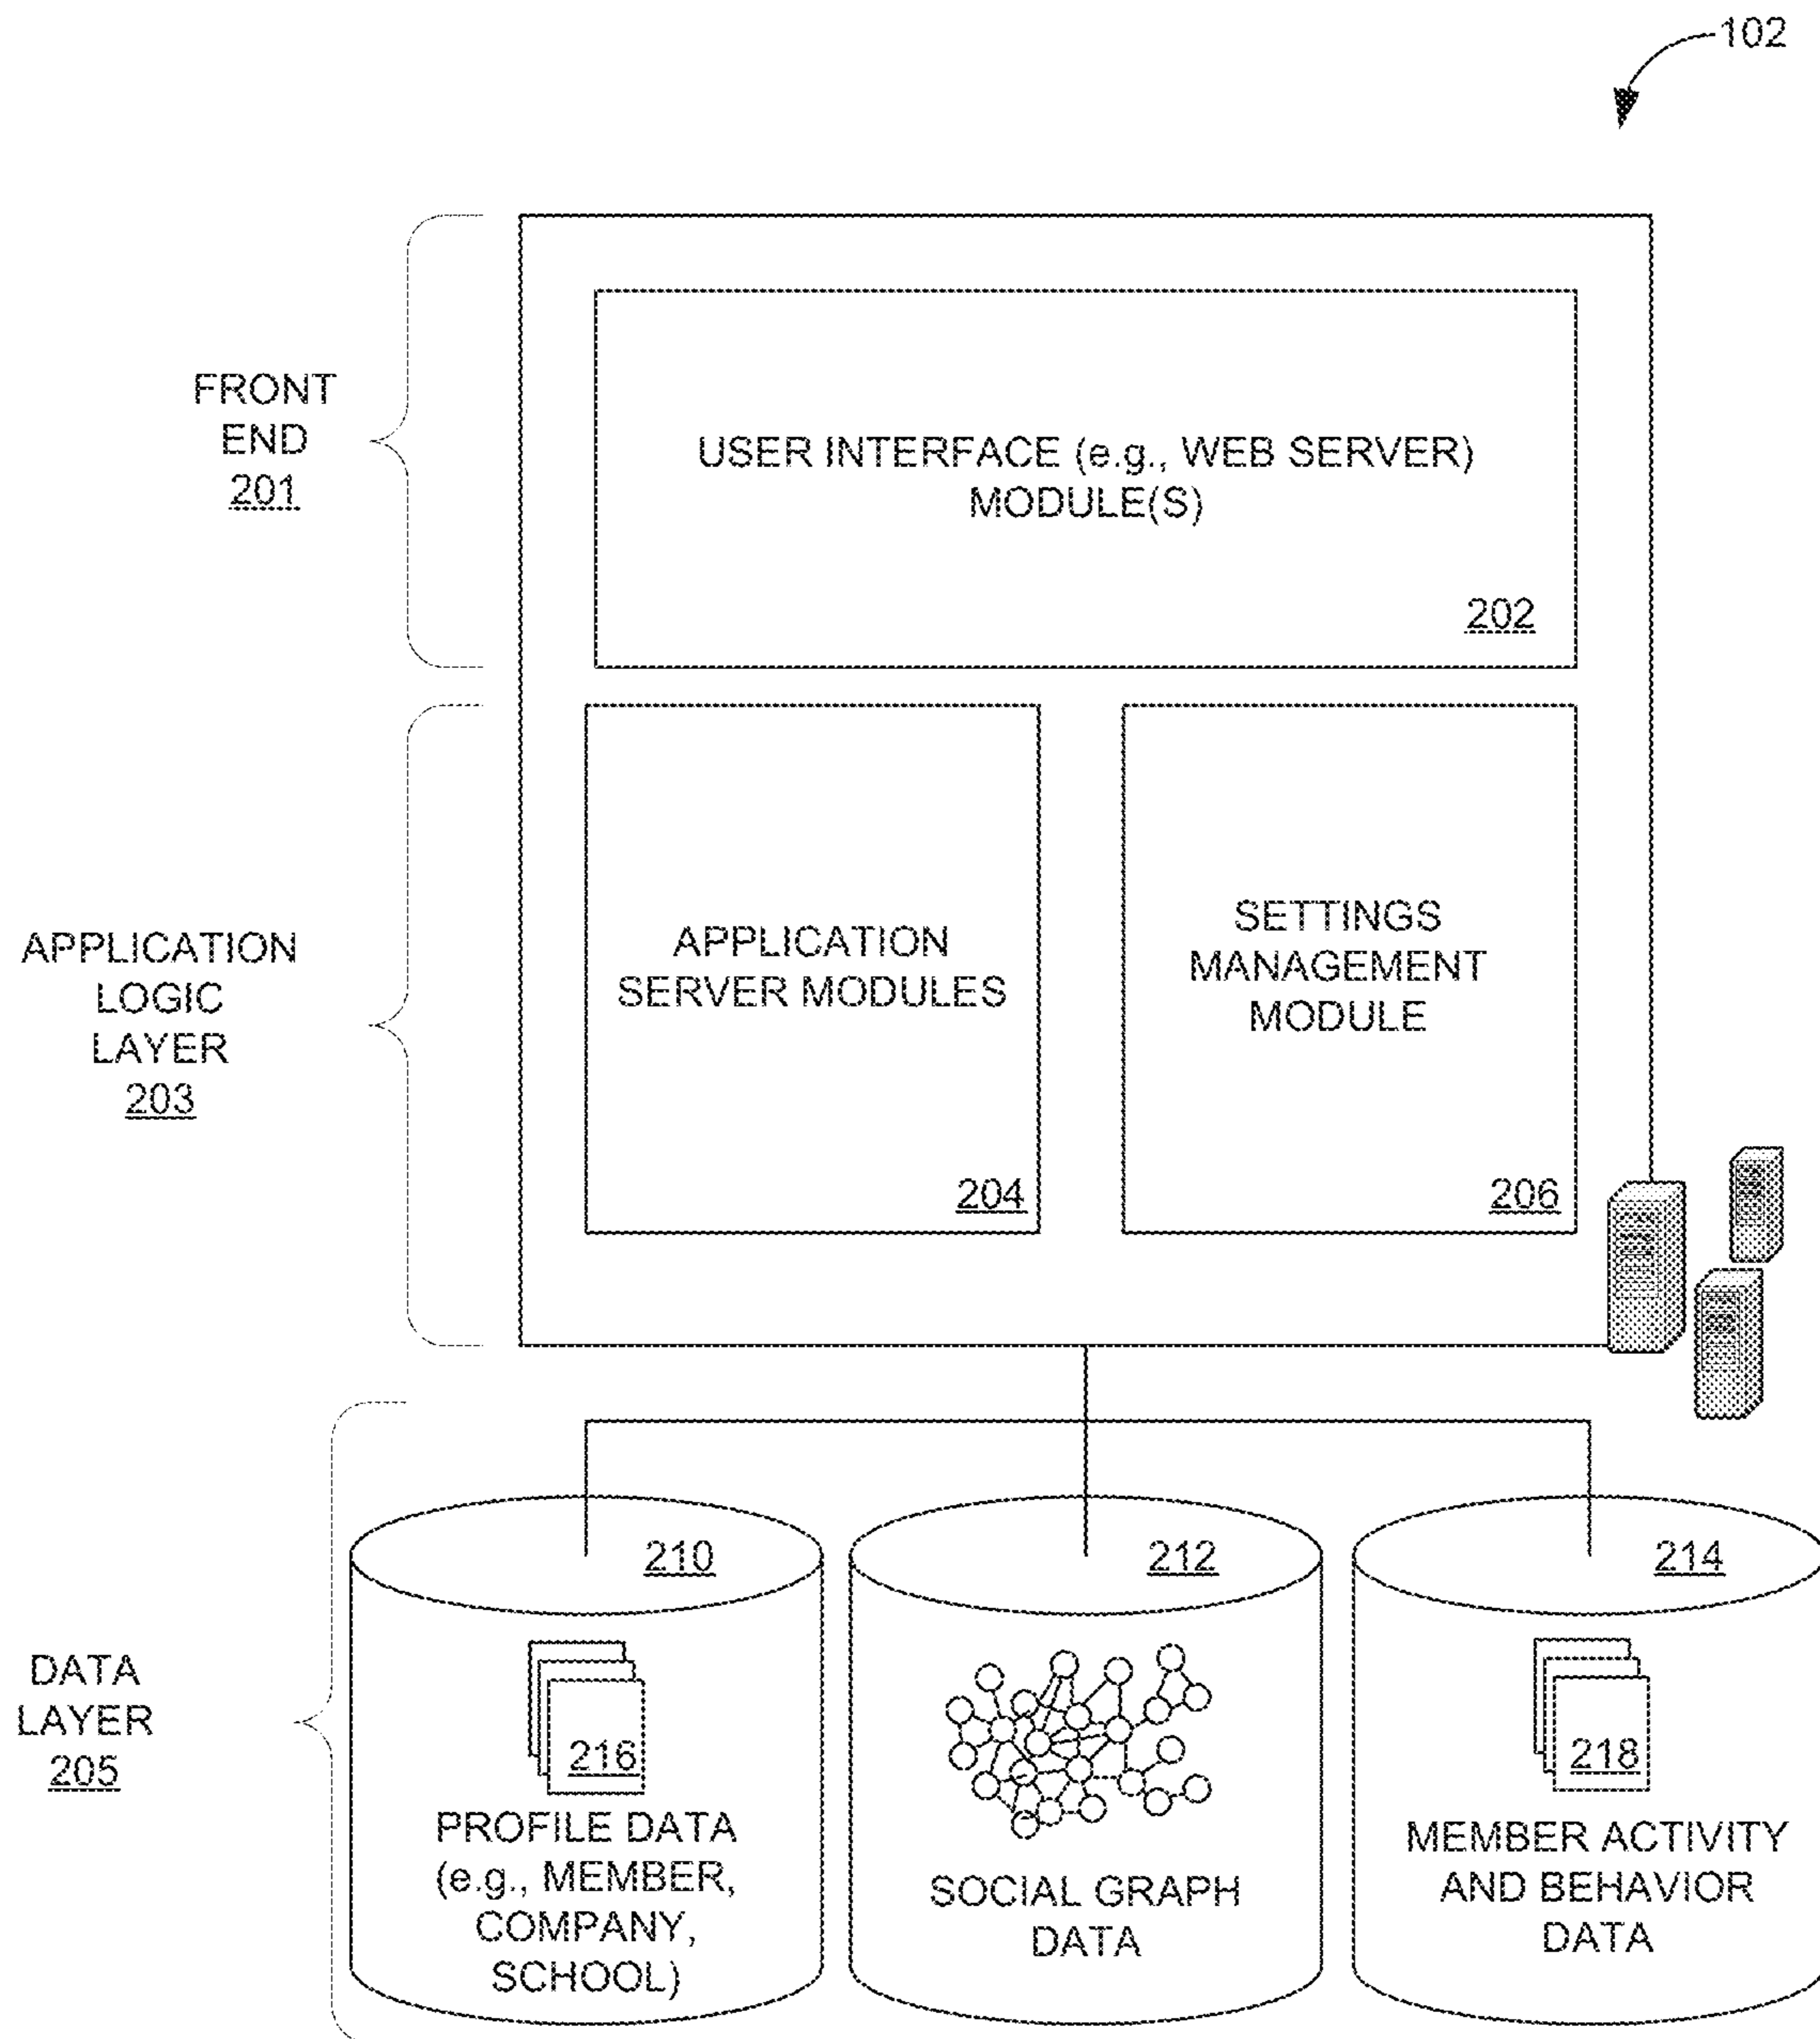 102
FRONT
END
201
USER INTERFACE (e.g., WEB SERVER)
MODULE(S)
202
APPLICATION
LOGIC
LAYER
203
APPLICATION
SERVER MODULES
204
SETTINGS
MANAGEMENT
MODULE
206
DATA
LAYER
205
210
216
PROFILE DATA
(e.g., MEMBER,
COMPANY,
SCHOOL)
212
SOCIAL GRAPH
DATA
214
218
MEMBER ACTIVITY
AND BEHAVIOR
DATA